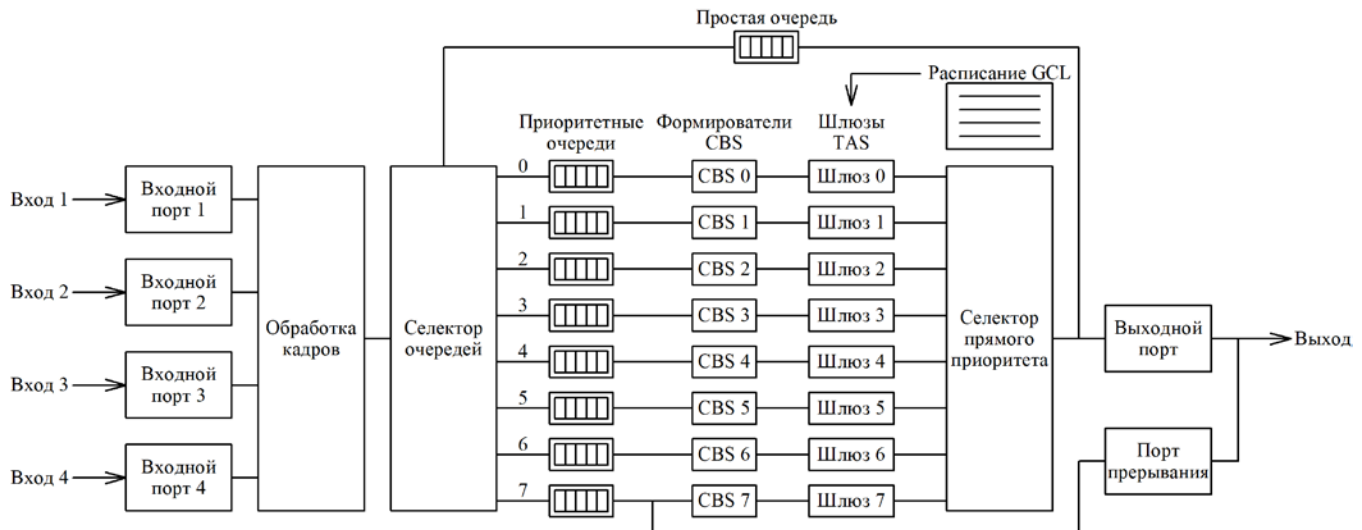 Простая очередь
Расписание GCL
Приоритетные
очереди
Формирователи
CBS
Шлюзы
TAS
Вход 1
Входной
порт 1
Вход 2
Входной
порт 2
Вход 3
Входной
порт 3
Вход 4
Входной
порт 4
Обработка
кадров
Селектор
очередей
0
CBS 0
Шлюз 0
1
CBS 1
Шлюз 1
2
CBS 2
Шлюз 2
3
CBS 3
Шлюз 3
4
CBS 4
Шлюз 4
5
CBS 5
Шлюз 5
6
CBS 6
Шлюз 6
7
CBS 7
Шлюз 7
Селектор
прямого
приоритета
Выходной
порт
Выход
Порт
прерывания